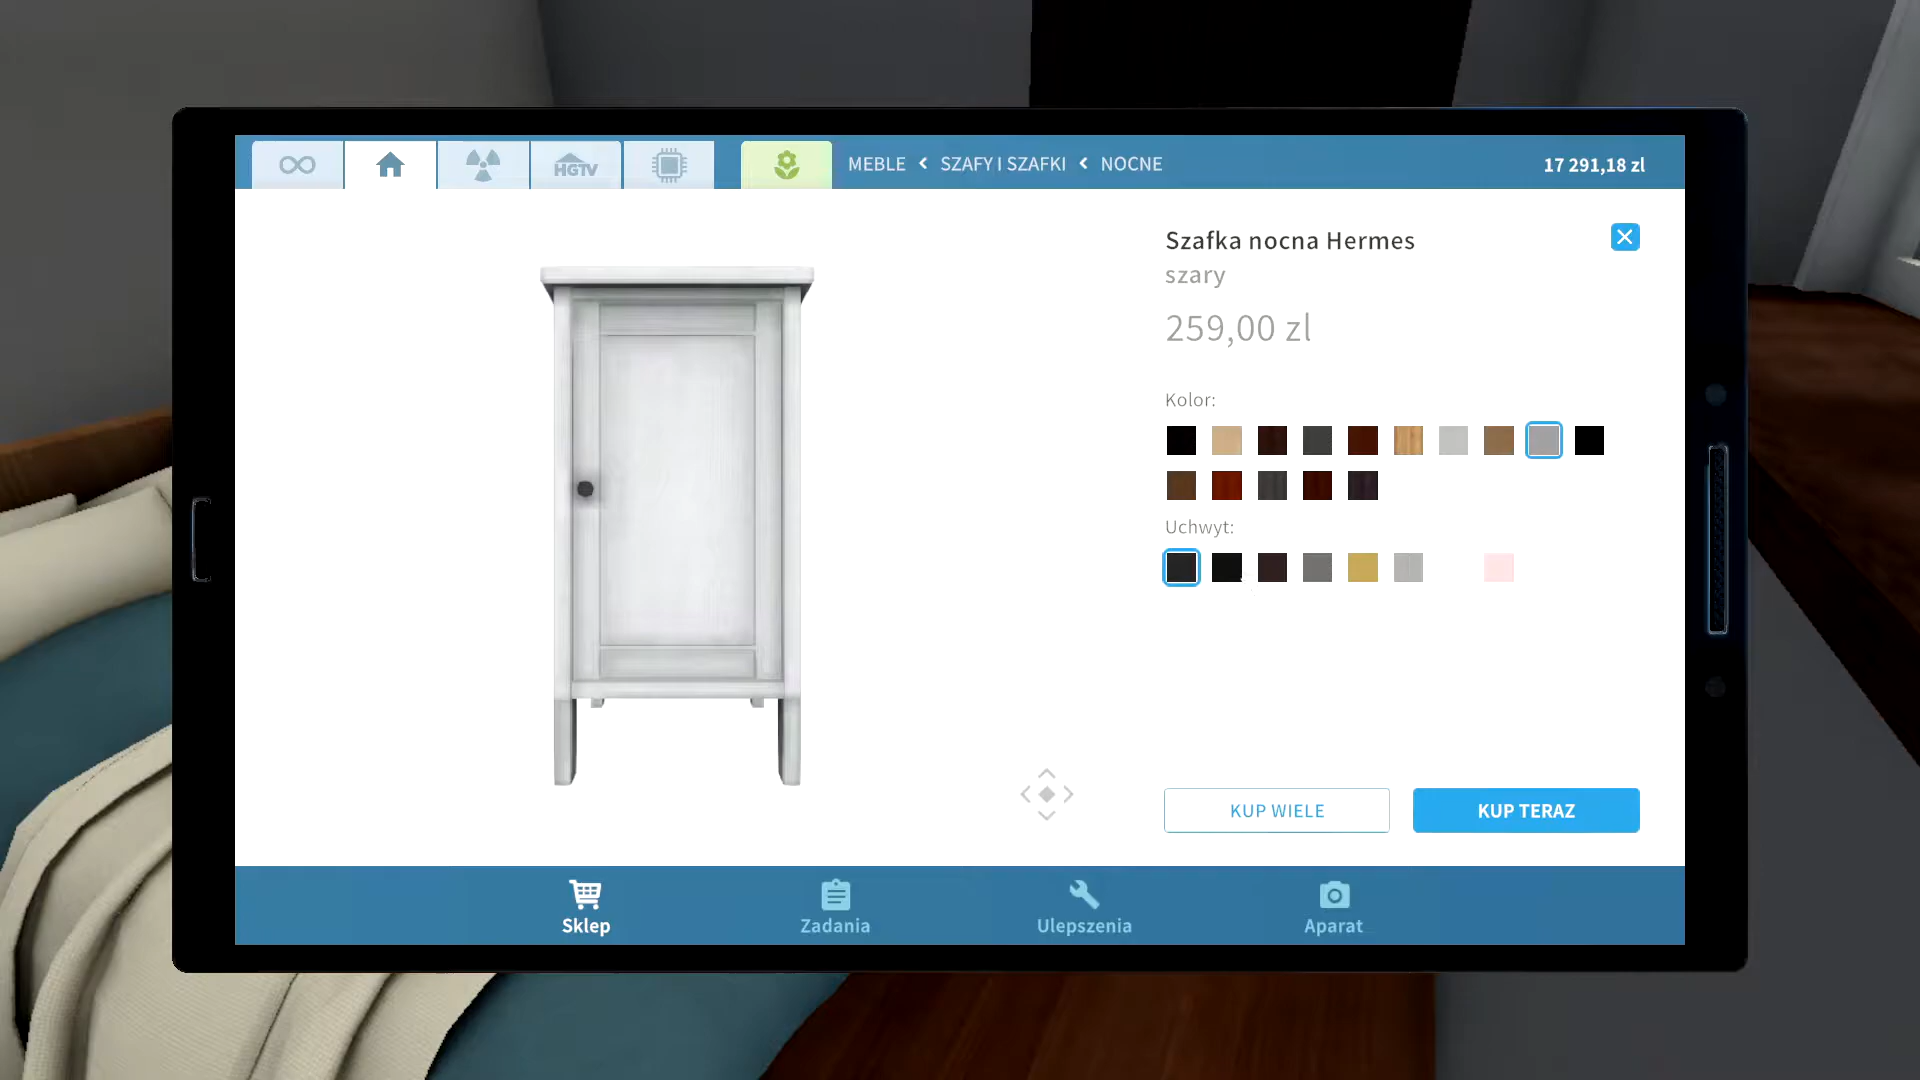 HGTV
MEBLE < SZAFY I SZAFKI < NOCNE
17 291,18 zl
Szafka nocna Hermes
szary
259,00 zl
Kolor:
Uchwyt:
KUP WIELE
KUP TERAZ
Sklep
Zadania
Ulepszenia
Aparat